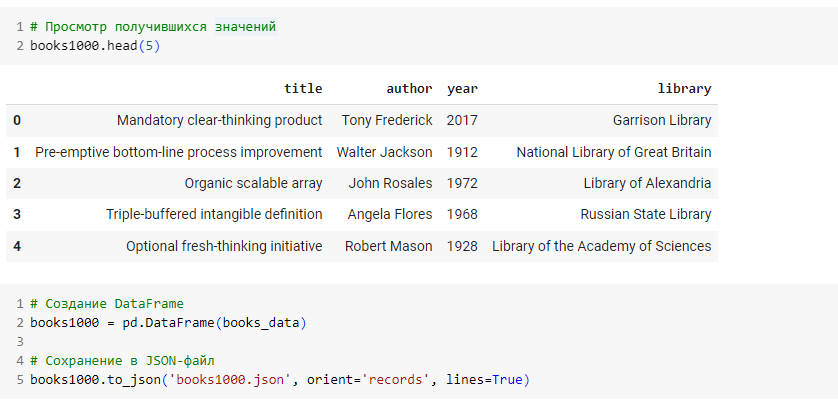 1 # Просмотр получившихся значений
2 books1000.head(5)
title author year library
0 Mandatory clear-thinking product Tony Frederick 2017 Garrison Library
1 Pre-emptive bottom-line process improvement Walter Jackson 1912 National Library of Great Britain
2 Organic scalable array John Rosales 1972 Library of Alexandria
3 Triple-buffered intangible definition Angela Flores 1968 Russian State Library
4 Optional fresh-thinking initiative Robert Mason 1928 Library of the Academy of Sciences
1 # Создание DataFrame
2 books1000 = pd.DataFrame(books_data)
3
4 # Сохранение в JSON-файл
5 books1000.to_json('books1000.json', orient='records', lines=True)